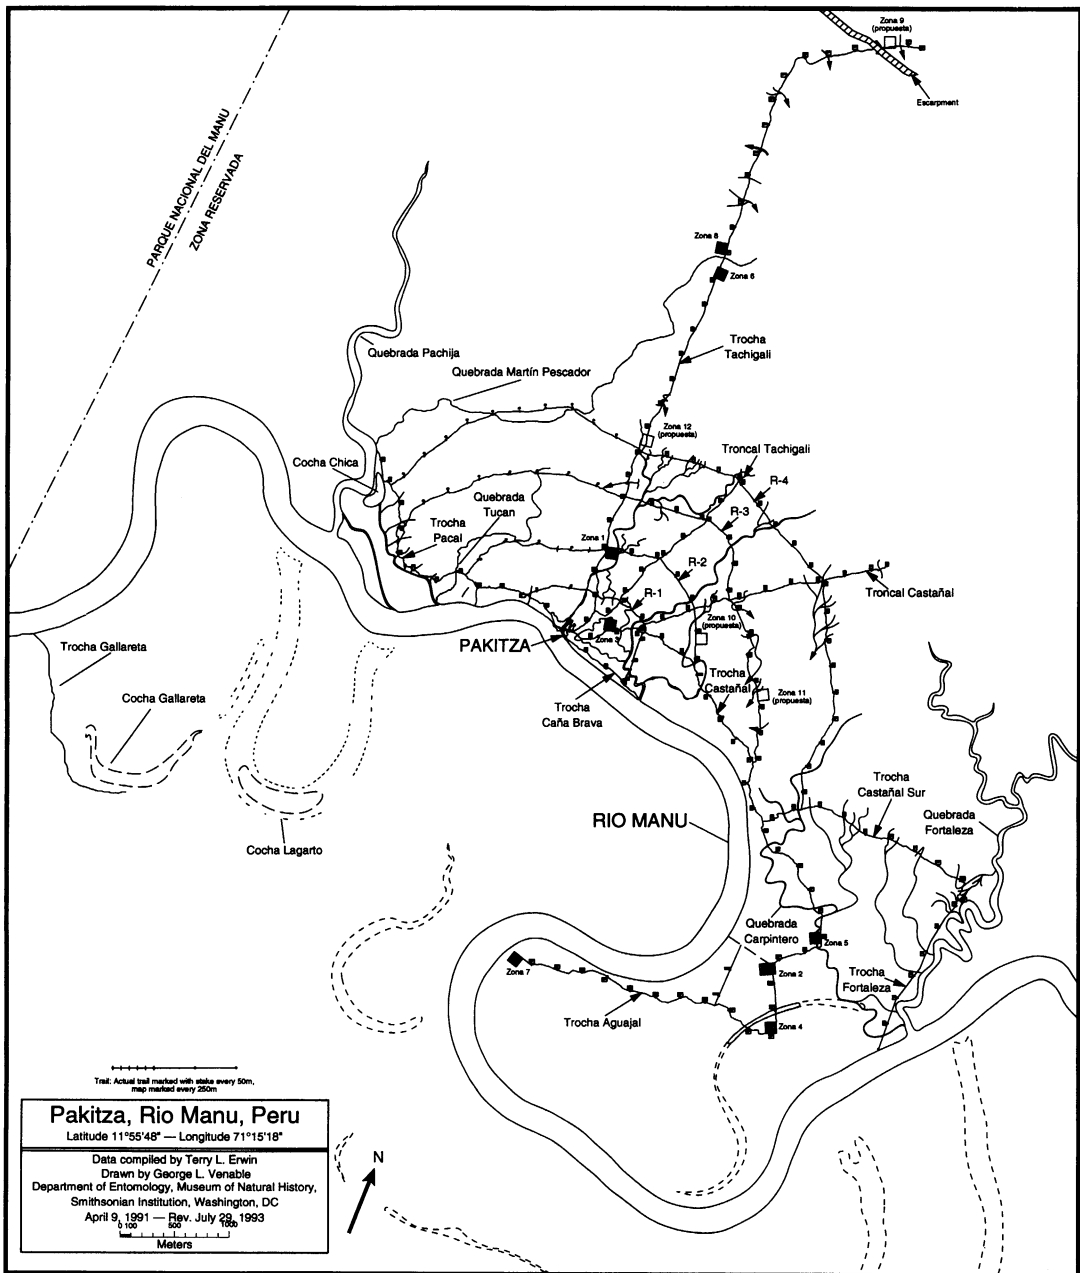 Zona 9
(propuesta)
Escarpment
PARQUE NACIONAL DEL MANU
ZONA RESERVADA
Zona 8
Zona 6
Trocha
Tachigali
Quebrada Pachija
Quebrada Martín Pescador
Zona 12
(propuesta)
Troncal Tachigali
Cocha Chica
R-4
Quebrada
Tucan
R-3
Trocha
Pacal
Zona 1
R-2
R-1
Troncal Castañal
Zona 10
(propuesta)
Zona
PAKITZA
Trocha Gallareta
Trocha
Castañal
Cocha Gallareta
Zona 11
(propuesta)
Trocha
Caña Brava
Trocha
Castañal Sur
RIO MANU
Quebrada
Fortaleza
Cocha Lagarto
Quebrada
Carpintero
Zona 5
Zona 7
Zona 2
Trocha
Fortaleza
Trocha Aguajal
Zona 4
Trail: Actual trail marked with stake every 50m,
map marked every 250m
Pakitza, Rio Manu, Peru
Latitude 11°55'48" — Longitude 71°15'18"
Data compiled by Terry L. Erwin
Drawn by George L. Venable
Department of Entomology, Museum of Natural History,
Smithsonian Institution, Washington, DC
April 9, 1991 — Rev. July 29, 1993
0 100 500 1000
Meters
N